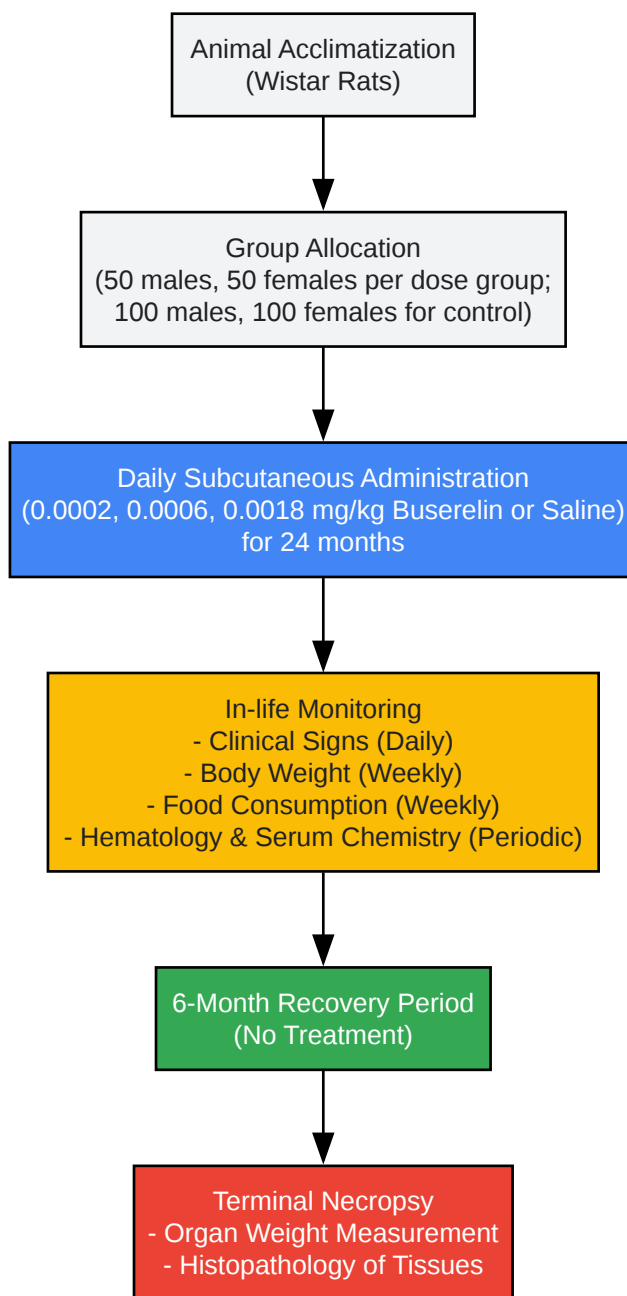 Animal Acclimatization
(Wistar Rats)
Group Allocation
(50 males, 50 females per dose group;
100 males, 100 females for control)
Daily Subcutaneous Administration
(0.0002, 0.0006, 0.0018 mg/kg Buserelin or Saline)
for 24 months
In-life Monitoring
- Clinical Signs (Daily)
- Body Weight (Weekly)
- Food Consumption (Weekly)
- Hematology & Serum Chemistry (Periodic)
6-Month Recovery Period
(No Treatment)
Terminal Necropsy
- Organ Weight Measurement
- Histopathology of Tissues